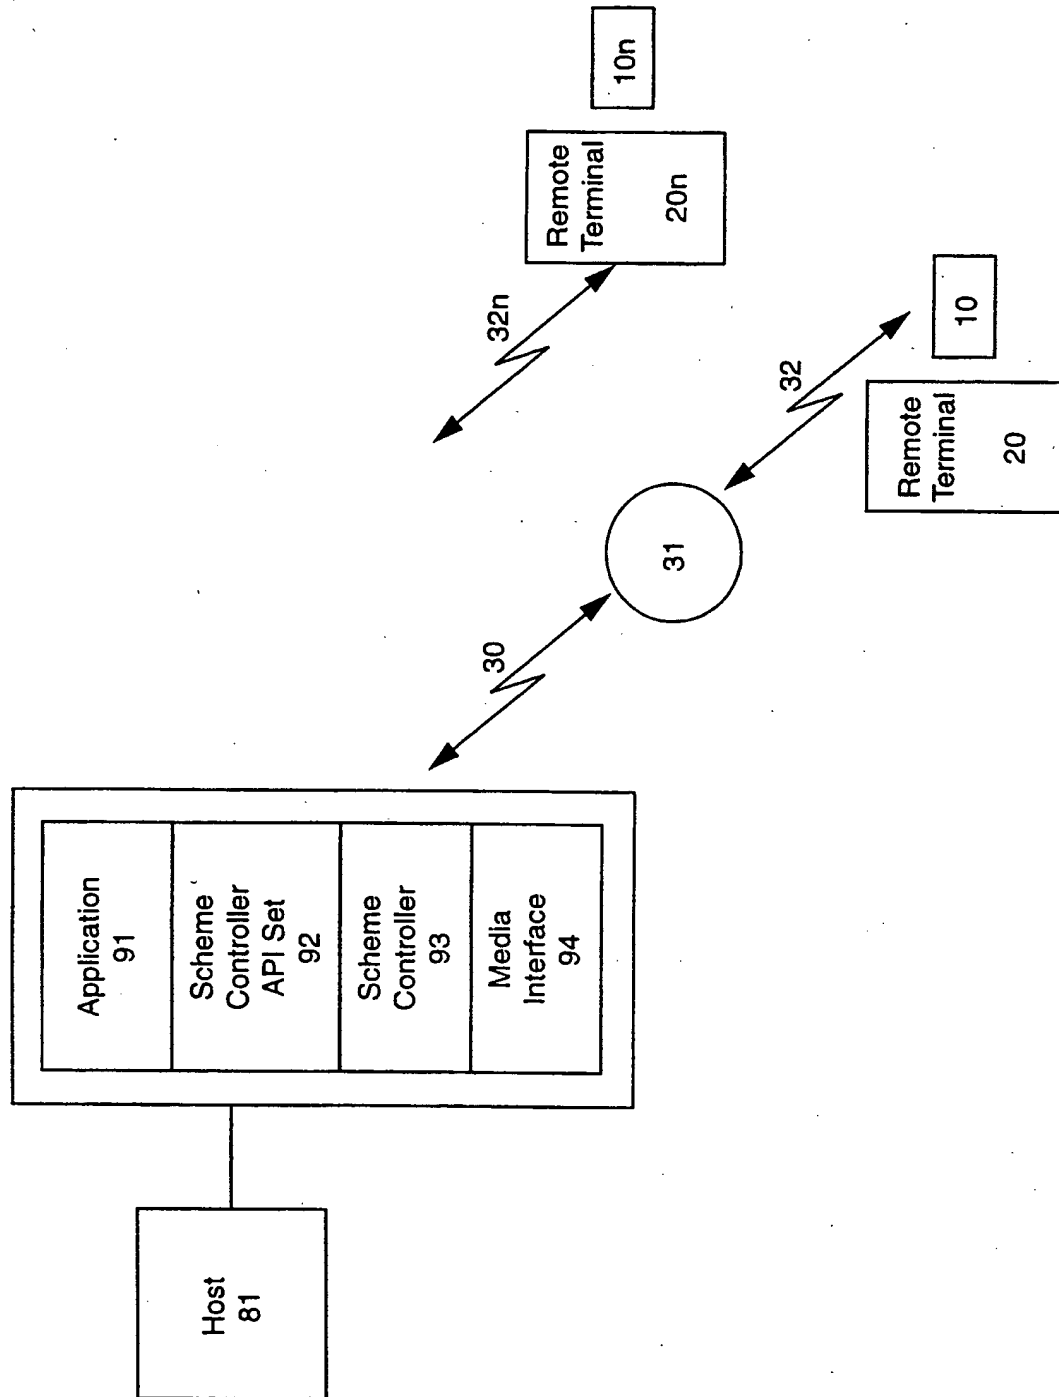 Host
81
Application
91
Scheme
Controller
API Set
92
Scheme
Controller
93
Media
Interface
94
30
31
32n
32
Remote
Terminal
20n
10n
Remote
Terminal
20
10